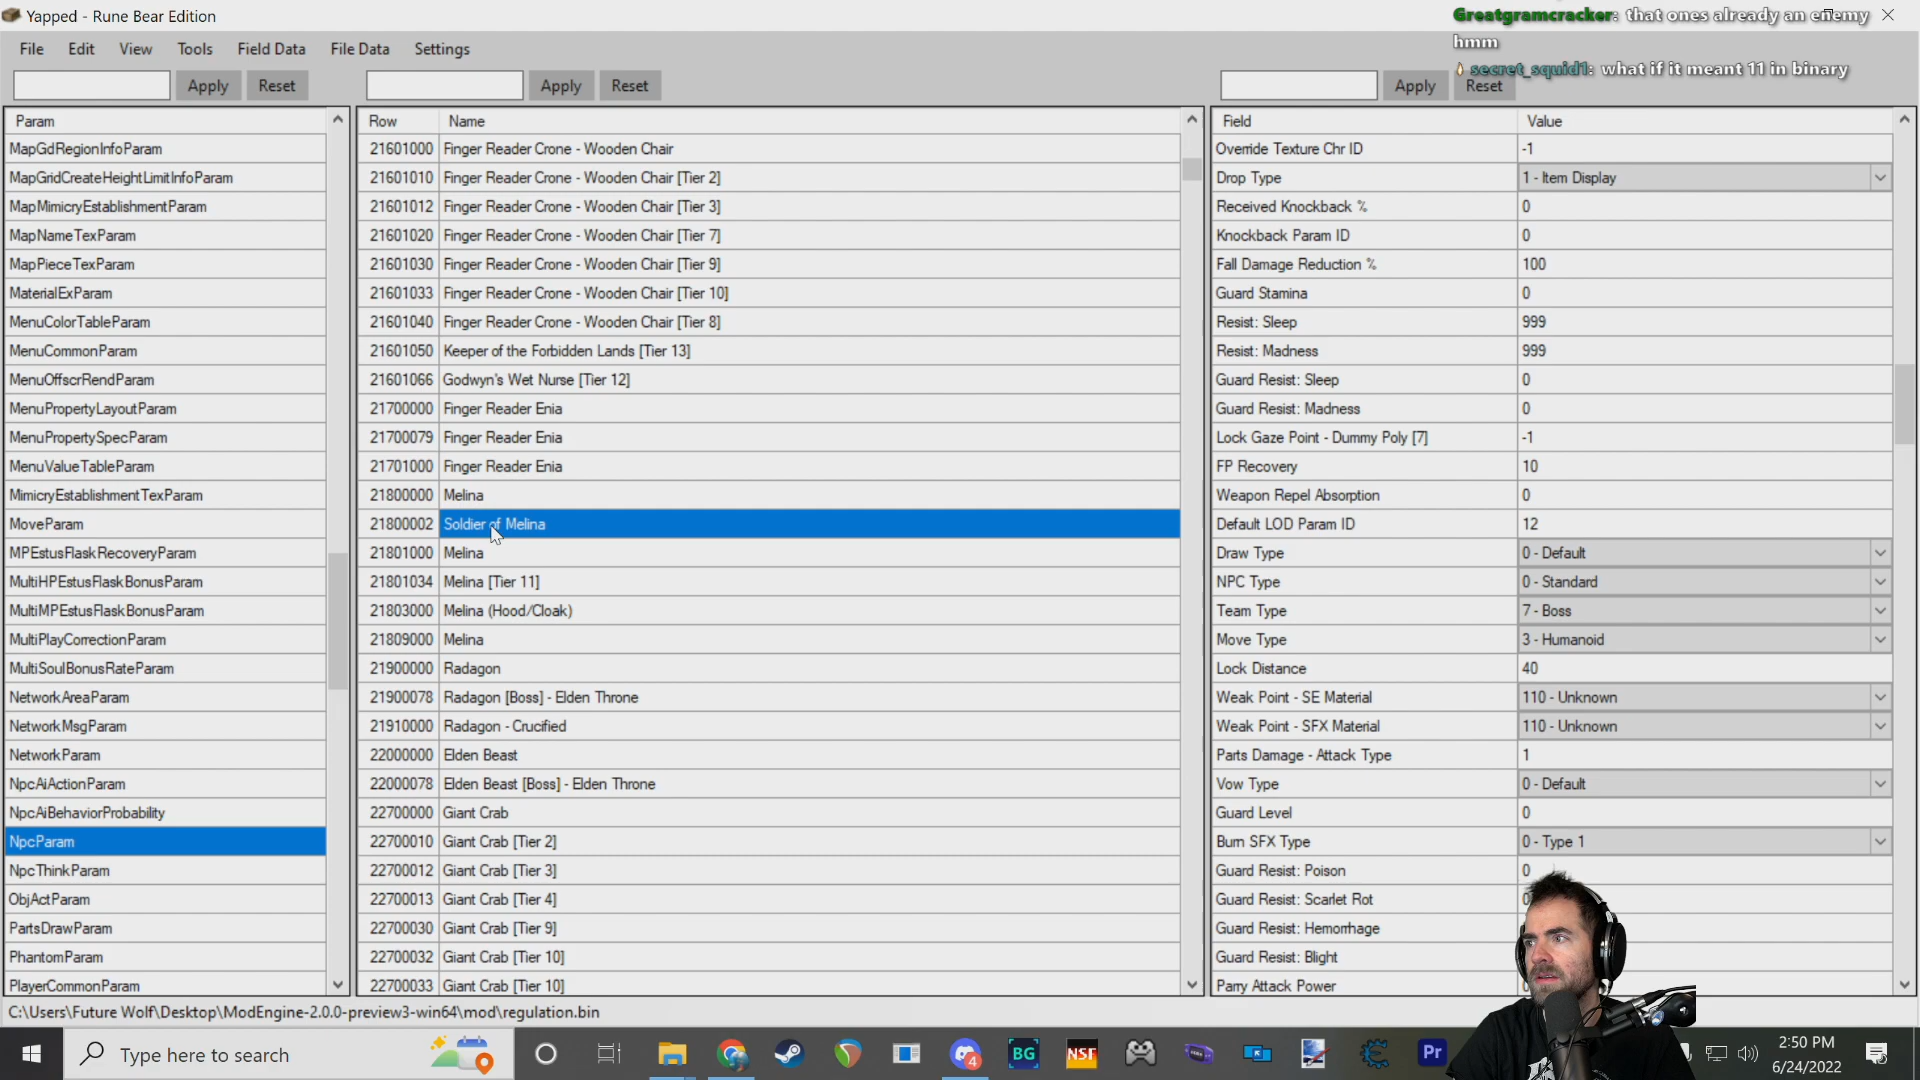 Yapped - Rune Bear Edition
Greatgramcracker: that ones already an enemy
hmm
secret_squid1: what if it meant 11 in binary
File Edit View Tools Field Data File Data Settings
Apply Reset Apply Reset Apply Reset
Param
MapGdRegionInfoParam
MapGridCreateHeightLimitInfoParam
MapMimicryEstablishmentParam
MapNameTexParam
MapPieceTexParam
MaterialExParam
MenuColorTableParam
MenuCommonParam
MenuOffscrRendParam
MenuPropertyLayoutParam
MenuPropertySpecParam
MenuValueTableParam
MimicryEstablishmentTexParam
MoveParam
MPEstusFlaskRecoveryParam
MultiHPEstusFlaskBonusParam
MultiMPEstusFlaskBonusParam
MultiPlayCorrectionParam
MultiSoulBonusRateParam
NetworkAreaParam
NetworkMsgParam
NetworkParam
NpcAiActionParam
NpcAiBehaviorProbability
NpcParam
NpcThinkParam
ObjActParam
PartsDrawParam
PhantomParam
PlayerCommonParam
Row Name
21601000 Finger Reader Crone - Wooden Chair
21601010 Finger Reader Crone - Wooden Chair [Tier 2]
21601012 Finger Reader Crone - Wooden Chair [Tier 3]
21601020 Finger Reader Crone - Wooden Chair [Tier 7]
21601030 Finger Reader Crone - Wooden Chair [Tier 9]
21601033 Finger Reader Crone - Wooden Chair [Tier 10]
21601040 Finger Reader Crone - Wooden Chair [Tier 8]
21601050 Keeper of the Forbidden Lands [Tier 13]
21601066 Godwyn's Wet Nurse [Tier 12]
21700000 Finger Reader Enia
21700079 Finger Reader Enia
21701000 Finger Reader Enia
21800000 Melina
21800002 Soldier of Melina
21801000 Melina
21801034 Melina [Tier 11]
21803000 Melina (Hood/Cloak)
21809000 Melina
21900000 Radagon
21900078 Radagon [Boss] - Elden Throne
21910000 Radagon - Crucified
22000000 Elden Beast
22000078 Elden Beast [Boss] - Elden Throne
22700000 Giant Crab
22700010 Giant Crab [Tier 2]
22700012 Giant Crab [Tier 3]
22700013 Giant Crab [Tier 4]
22700030 Giant Crab [Tier 9]
22700032 Giant Crab [Tier 10]
22700033 Giant Crab [Tier 10]
Field Value
Override Texture Chr ID -1
Drop Type 1 - Item Display
Received Knockback % 0
Knockback Param ID 0
Fall Damage Reduction % 100
Guard Stamina 0
Resist: Sleep 999
Resist: Madness 999
Guard Resist: Sleep 0
Guard Resist: Madness 0
Lock Gaze Point - Dummy Poly [7] -1
FP Recovery 10
Weapon Repel Absorption 0
Default LOD Param ID 12
Draw Type 0 - Default
NPC Type 0 - Standard
Team Type 7 - Boss
Move Type 3 - Humanoid
Lock Distance 40
Weak Point - SE Material 110 - Unknown
Weak Point - SFX Material 110 - Unknown
Parts Damage - Attack Type 1
Vow Type 0 - Default
Guard Level 0
Burn SFX Type 0 - Type 1
Guard Resist: Poison 0
Guard Resist: Scarlet Rot
Guard Resist: Hemorrhage
Guard Resist: Blight
Parry Attack Power
C:\Users\Future Wolf\Desktop\ModEngine-2.0.0-preview3-win64\mod\regulation.bin
Type here to search
4
BG
NSF
Pr
2:50 PM
6/24/2022